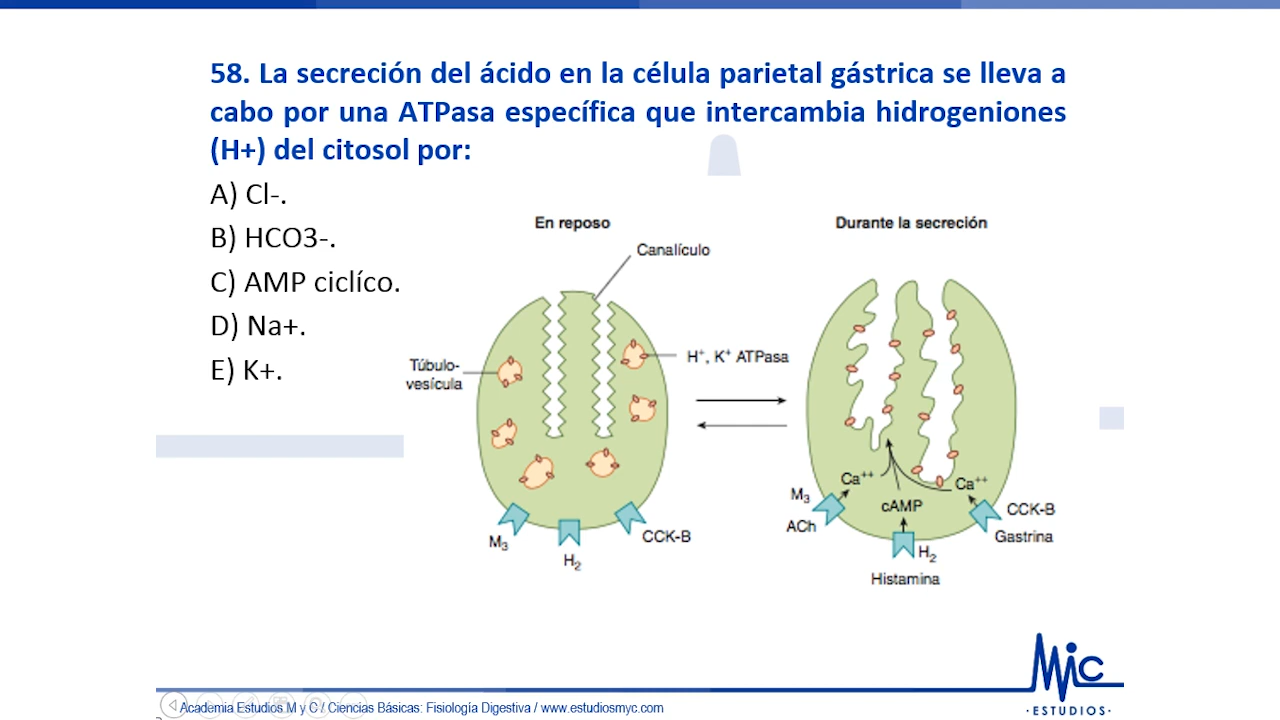 58. La secreción del ácido en la célula parietal gástrica se lleva a
cabo por una ATPasa específica que intercambia hidrogeniones
(H+) del citosol por:
A) Cl-.
B) HCO3-.
C) AMP ciclíco.
D) Na+.
E) K+.
En reposo
Canalículo
Túbulo-
vesícula
H⁺, K⁺ ATPasa
M₃
H₂
CCK-B
Durante la secreción
Ca⁺⁺
cAMP
Ca⁺⁺
M₃
ACh
CCK-B
Gastrina
H₂
Histamina
Academia Estudios M y C / Ciencias Básicas: Fisiología Digestiva / www.estudiosmyc.com
MiC
·ESTUDIOS·